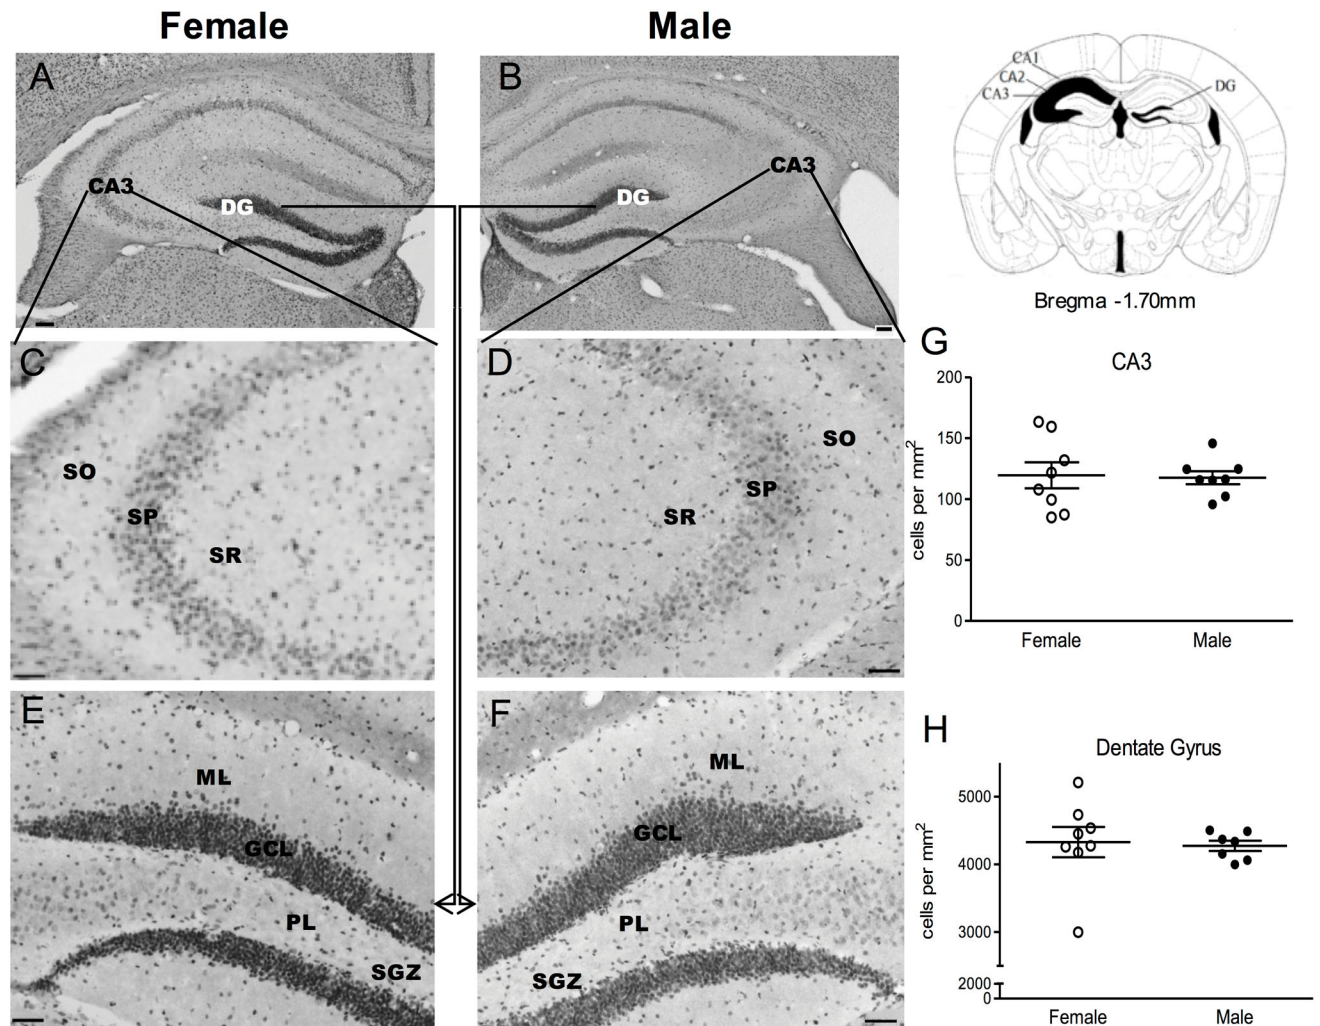 Female
Male
A
CA3
DG
B
CA3
DG
CA1
CA2
CA3
DG
Bregma -1.70mm
C
SO
SP
SR
D
SO
SP
SR
E
ML
GCL
PL
SGZ
F
ML
GCL
PL
SGZ
G
CA3
cells per mm²
200
150
100
50
0
Female
Male
H
Dentate Gyrus
cells per mm²
5000
4000
3000
2000
0
Female
Male